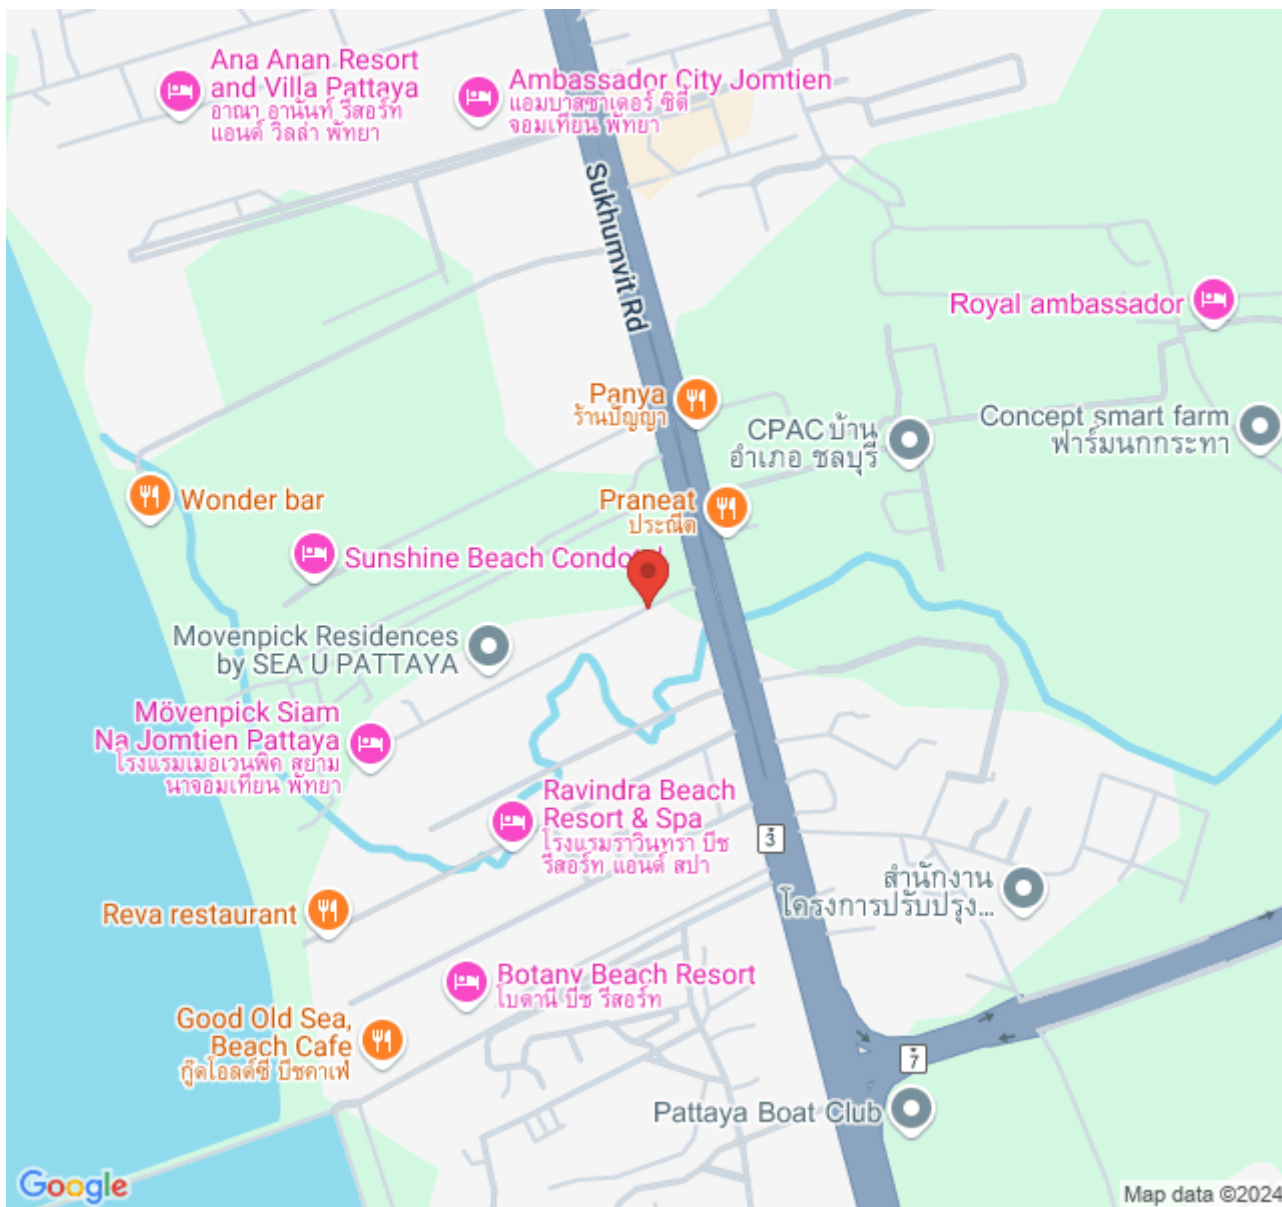 Ana Anan Resort
and Villa Pattaya
อาณา อานันท์ รีสอร์ท
แอนด์ วิลล่า พัทยา
Ambassador City Jomtien
แอมบาสซาเดอร์ ซิตี้
จอมเทียน พัทยา
Sukhumvit Rd
Royal ambassador
Panya
ร้านปัญญา
CPAC บ้าน
อำเภอ ชลบุรี
Concept smart farm
ฟาร์มนกกระทา
Wonder bar
Praneat
ประณีต
Sunshine Beach Condotel
Movenpick Residences
by SEA U PATTAYA
Mövenpick Siam
Na Jomtien Pattaya
โรงแรมเมอเวนพิค สยาม
นาจอมเทียน พัทยา
Ravindra Beach
Resort & Spa
โรงแรมราวินทรา บีช
รีสอร์ท แอนด์ สปา
3
สำนักงาน
โครงการปรับปรุง...
Reva restaurant
Botany Beach Resort
โบตานี บีช รีสอร์ท
Good Old Sea,
Beach Cafe
กู๊ดโอลด์ซี บีชคาเฟ่
7
Pattaya Boat Club
Google
Map data ©2024